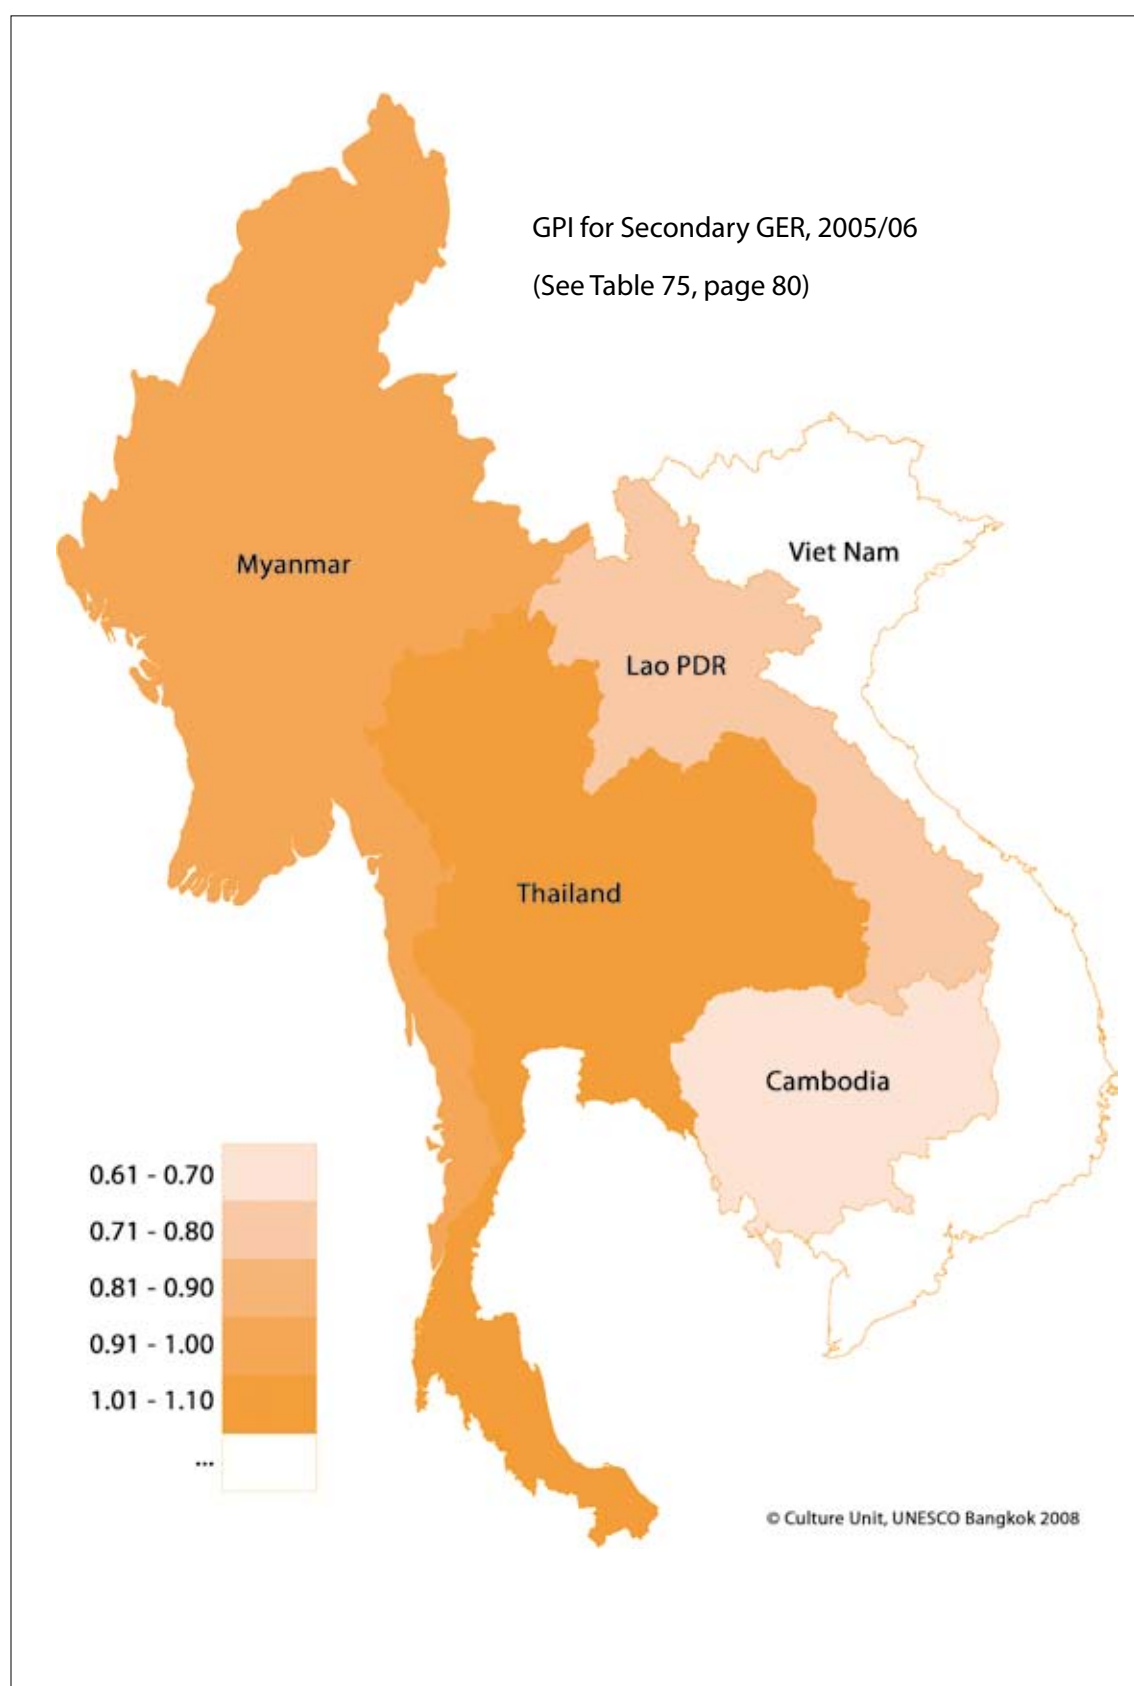 GPI for Secondary GER, 2005/06
(See Table 75, page 80)
Viet Nam
Myanmar
Lao PDR
Thailand
Cambodia
0.61 - 0.70
0.71 - 0.80
0.81 - 0.90
0.91 - 1.00
1.01 - 1.10
...
© Culture Unit, UNESCO Bangkok 2008